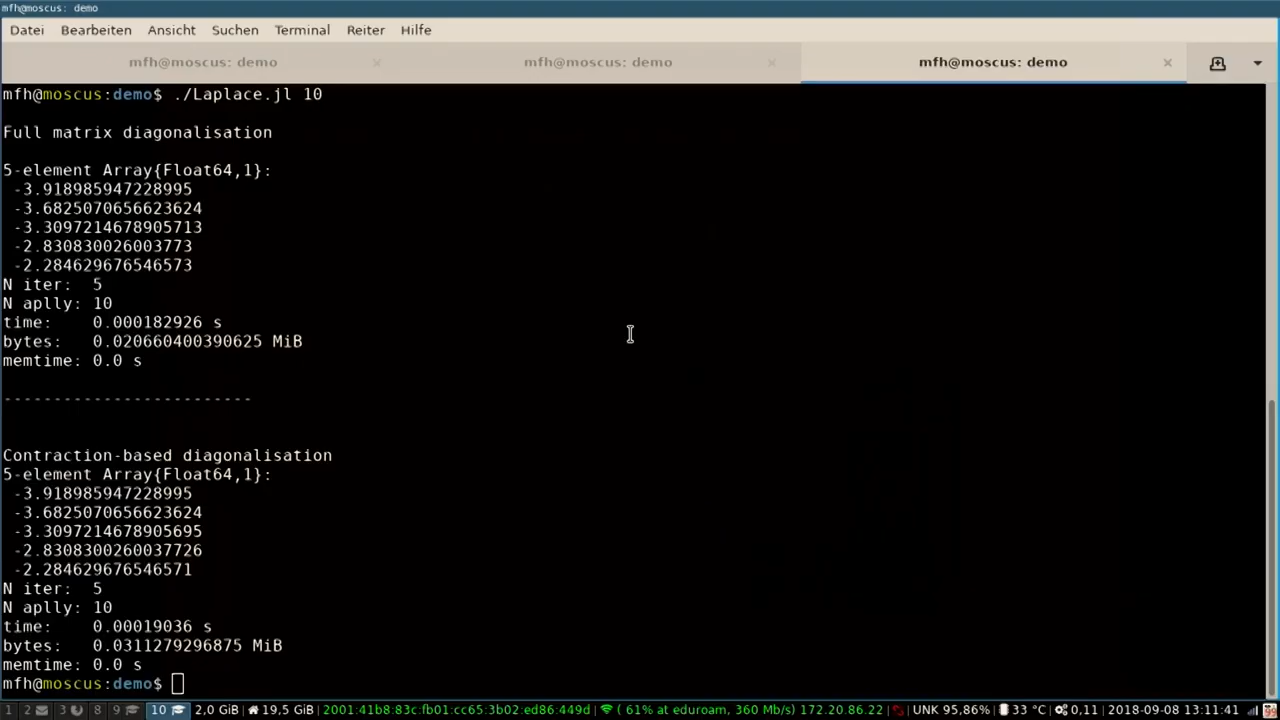 mfh@moscus: demo
Datei Bearbeiten Ansicht Suchen Terminal Reiter Hilfe
mfh@moscus: demo × mfh@moscus: demo × mfh@moscus: demo ×
mfh@moscus:demo$ ./Laplace.jl 10
Full matrix diagonalisation
5-element Array{Float64,1}:
-3.918985947228995
-3.6825070656623624
-3.3097214678905713
-2.830830026003773
-2.284629676546573
N iter: 5
N aplly: 10
time: 0.000182926 s
bytes: 0.020660400390625 MiB
memtime: 0.0 s
-------------------------
Contraction-based diagonalisation
5-element Array{Float64,1}:
-3.918985947228995
-3.6825070656623624
-3.3097214678905695
-2.8308300260037726
-2.284629676546571
N iter: 5
N aplly: 10
time: 0.00019036 s
bytes: 0.0311279296875 MiB
memtime: 0.0 s
mfh@moscus:demo$
1 2 3 8 9 10 2,0 GiB| 19,5 GiB| 2001:41b8:83c:fb01:cc65:3b02:ed86:449d| ( 61% at eduroam, 360 Mb/s) 172.20.86.22| | UNK 95,86%| 33 °C| 0,11| 2018-09-08 13:11:41